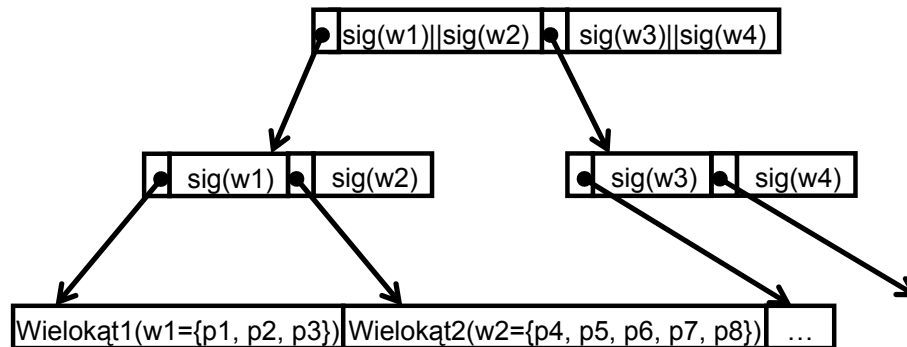 sig(w1)||sig(w2) sig(w3)||sig(w4)
sig(w1) sig(w2) sig(w3) sig(w4)
Wielokąt1(w1={p1, p2, p3}) Wielokąt2(w2={p4, p5, p6, p7, p8}) …